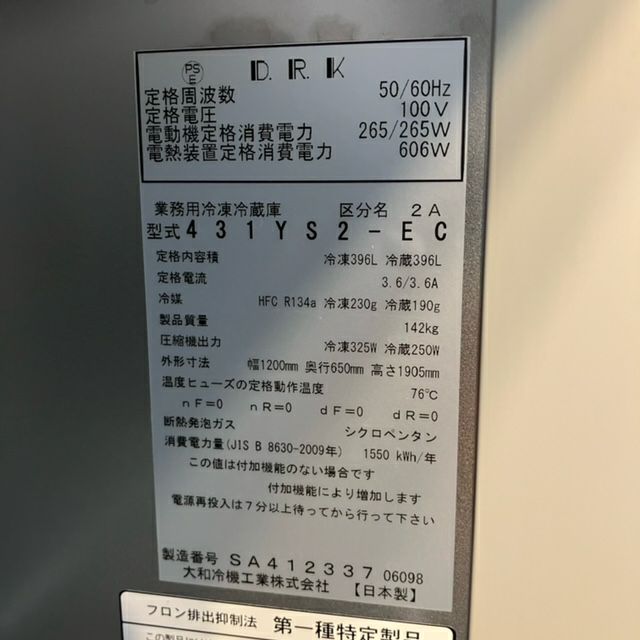 PS E D.R.K
定格周波数 50/60Hz
定格電圧 100V
電動機定格消費電力 265/265W
電熱装置定格消費電力 606W
業務用冷凍冷蔵庫 区分名 2A
型式 431YS2-EC
定格内容積 冷凍396L 冷蔵396L
定格電流 3.6/3.6A
冷媒 HFC R134a 冷凍230g 冷蔵190g
製品質量 142kg
圧縮機出力 冷凍325W 冷蔵250W
外形寸法 幅1200mm 奥行650mm 高さ1905mm
温度ヒューズの定格動作温度 76℃
nF=0 nR=0 dF=0 dR=0
断熱発泡ガス シクロペンタン
消費電力量(JIS B 8630-2009年) 1550 kWh/年
この値は付加機能のない場合です
付加機能により増加します
電源再投入は7分以上待ってから行って下さい
製造番号 SA412337 06098
大和冷機工業株式会社 【日本製】
フロン排出抑制法 第一種特定製品